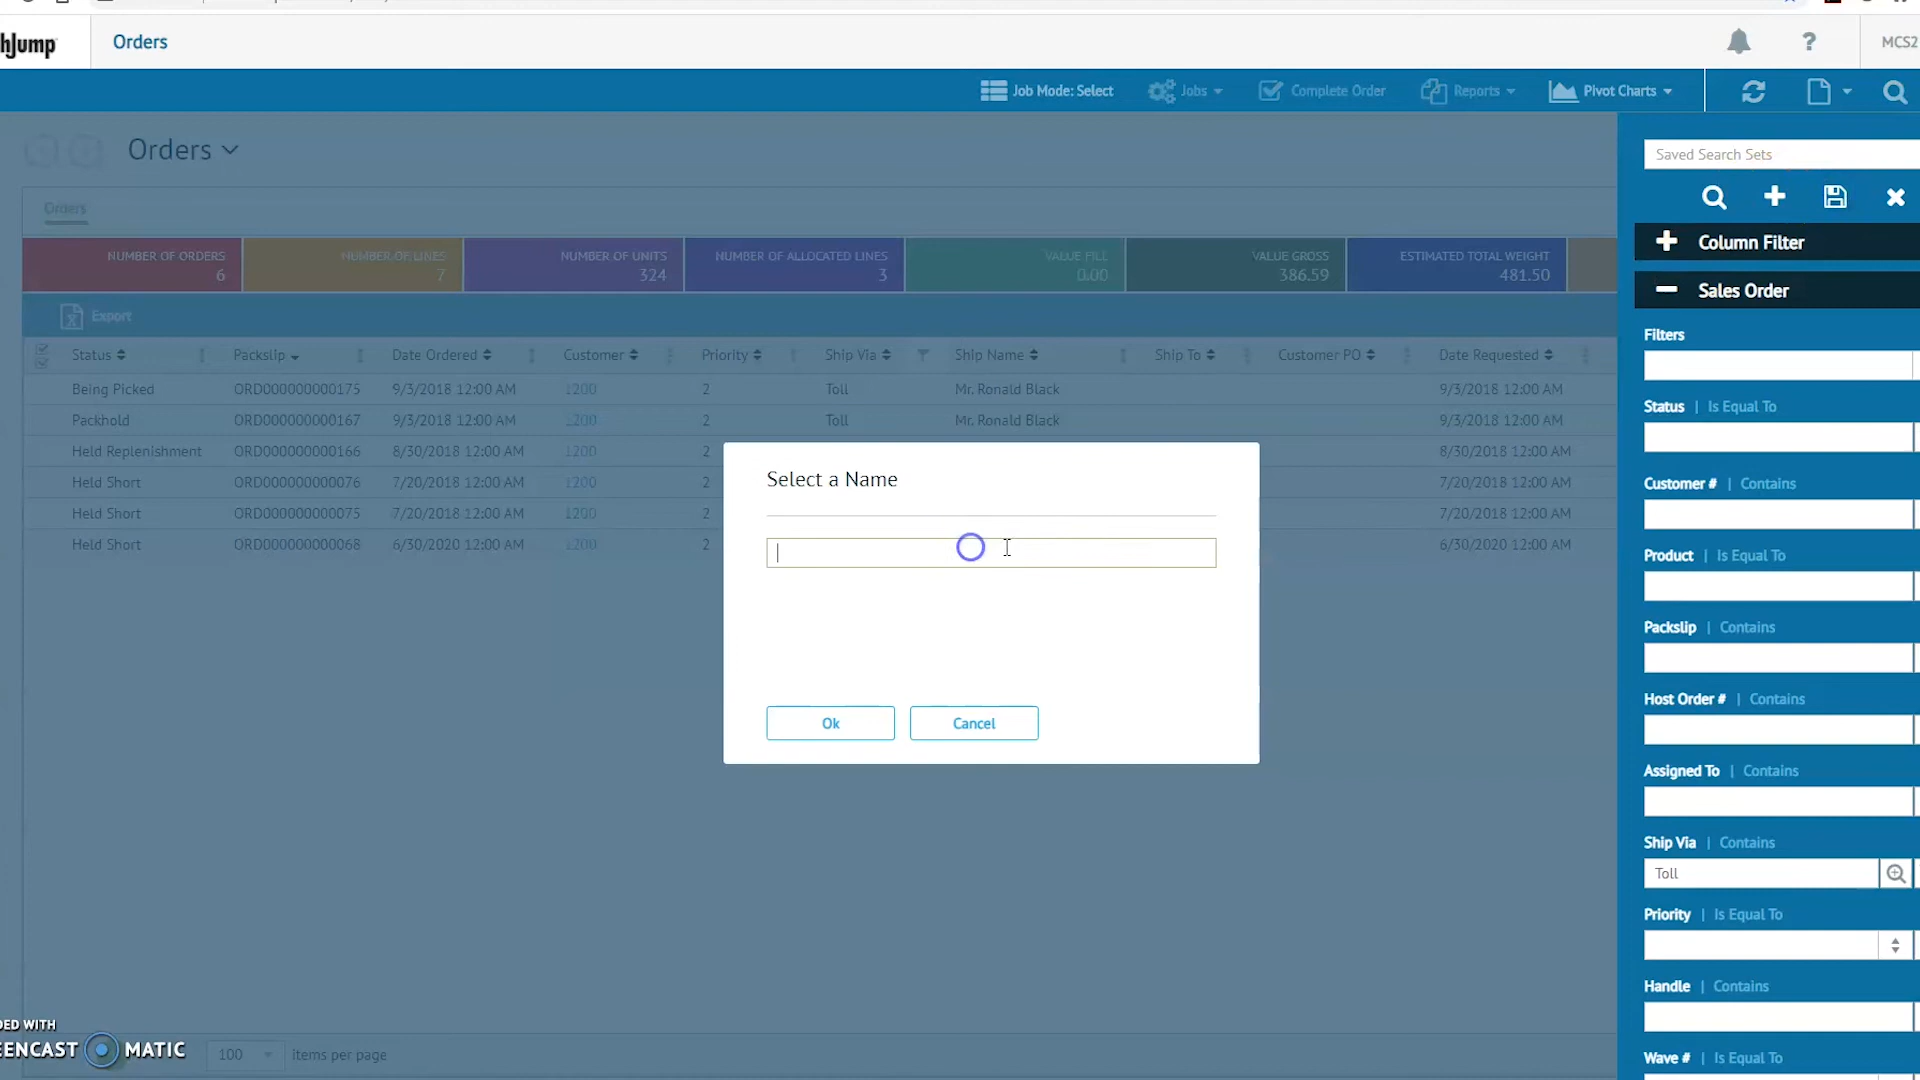 hJump
Orders
MCS2
Job Mode: Select
Jobs
Complete Order
Reports
Pivot Charts
Orders
Saved Search Sets
Orders
Column Filter
NUMBER OF ORDERS
6
NUMBER OF LINES
7
NUMBER OF UNITS
324
NUMBER OF ALLOCATED LINES
3
VALUE FILL
0.00
VALUE GROSS
386.59
ESTIMATED TOTAL WEIGHT
481.50
Sales Order
Export
Filters
Status Packslip Date Ordered Customer Priority Ship Via Ship Name Ship To Customer PO Date Requested
Being Picked ORD000000000175 9/3/2018 12:00 AM 1200 2 Toll Mr. Ronald Black 9/3/2018 12:00 AM
Packhold ORD000000000167 9/3/2018 12:00 AM 1200 2 Toll Mr. Ronald Black 9/3/2018 12:00 AM
Held Replenishment ORD000000000166 8/30/2018 12:00 AM 1200 2 8/30/2018 12:00 AM
Held Short ORD000000000076 7/20/2018 12:00 AM 1200 2 7/20/2018 12:00 AM
Held Short ORD000000000075 7/20/2018 12:00 AM 1200 2 7/20/2018 12:00 AM
Held Short ORD000000000068 6/30/2020 12:00 AM 1200 2 6/30/2020 12:00 AM
Select a Name
Ok
Cancel
Status | Is Equal To
Customer # | Contains
Product | Is Equal To
Packslip | Contains
Host Order # | Contains
Assigned To | Contains
Ship Via | Contains
Toll
Priority | Is Equal To
Handle | Contains
Wave # | Is Equal To
DED WITH
EENCAST MATIC
100 items per page